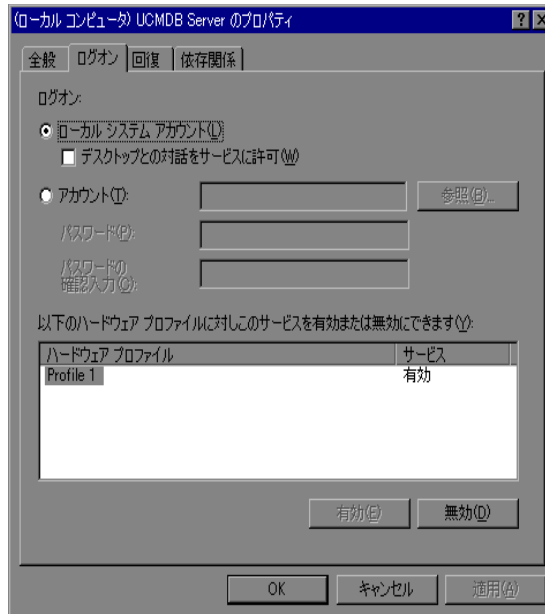 (ローカル コンピュータ) UCMDB Server のプロパティ
全般 ログオン 回復 依存関係
ログオン:
ローカル システム アカウント(L)
デスクトップとの対話をサービスに許可(W)
アカウント(T): 参照(B)...
パスワード(P):
パスワードの
確認入力(C):
以下のハードウェア プロファイルに対しこのサービスを有効または無効にできます(Y):
ハードウェア プロファイル サービス
Profile 1 有効
有効(E) 無効(D)
OK キャンセル 適用(A)